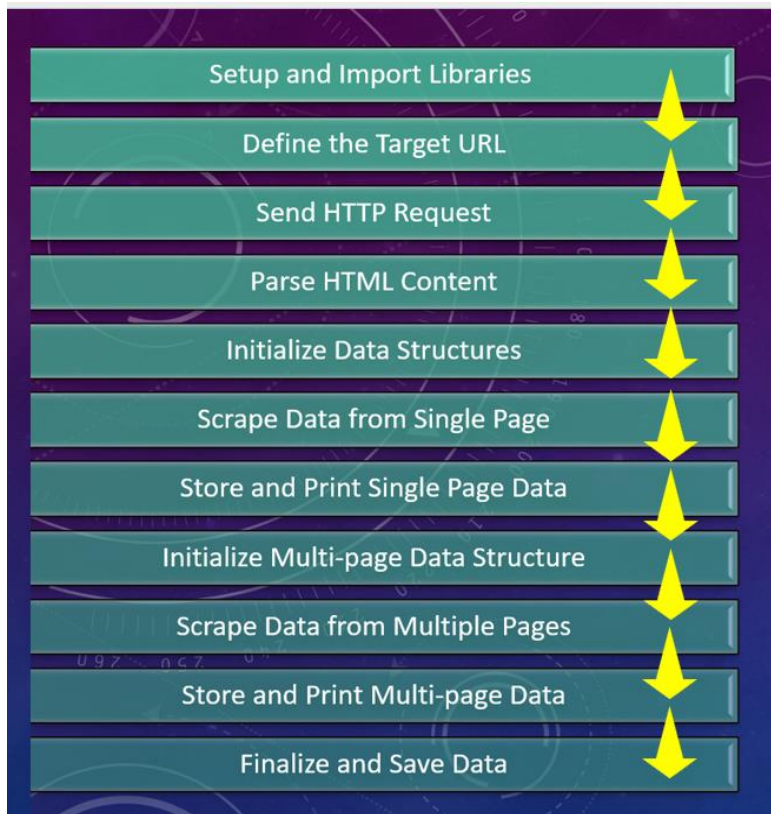 Setup and Import Libraries
Define the Target URL
Send HTTP Request
Parse HTML Content
Initialize Data Structures
Scrape Data from Single Page
Store and Print Single Page Data
Initialize Multi-page Data Structure
Scrape Data from Multiple Pages
Store and Print Multi-page Data
Finalize and Save Data